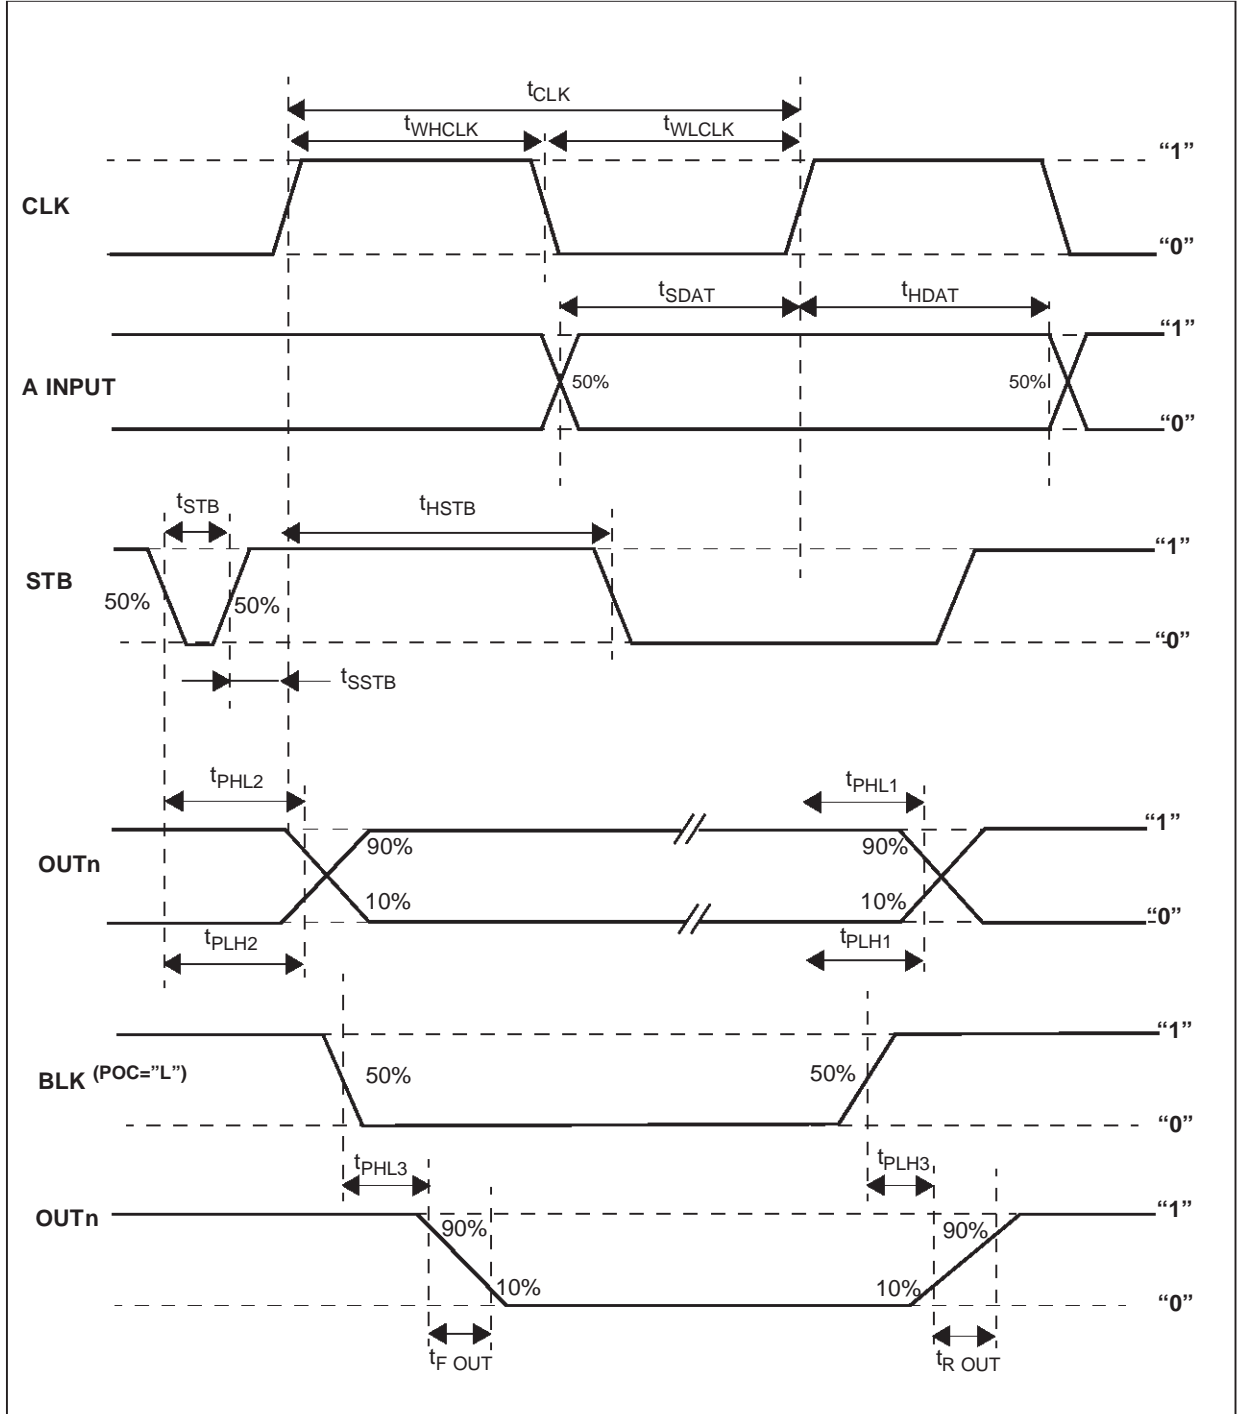 tCLK
tWHCLK tWLCLK
“1”
CLK
“0”
tSDAT tHDAT
“1”
A INPUT 50% 50%
“0”
tSTB tHSTB
“1”
STB
50% 50%
“0”
tSSTB
tPHL2 tPHL1
“1”
OUTn 90% 90%
10% 10%
“0”
tPLH2 tPLH1
“1”
BLK (POC=”L”) 50% 50%
“0”
tPHL3 tPLH3
OUTn “1”
90% 90%
10% 10%
“0”
tF OUT tR OUT